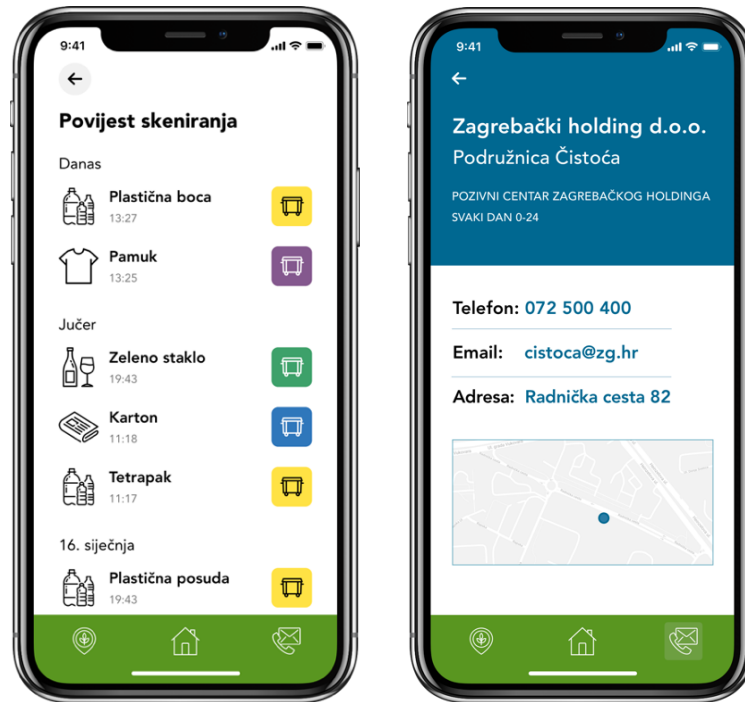 9:41
Povijest skeniranja
Danas
Plastična boca
13:27
Pamuk
13:25
Jučer
Zeleno staklo
19:43
Karton
11:18
Tetrapak
11:17
16. siječnja
Plastična posuda
19:43
9:41
Zagrebački holding d.o.o.
Podružnica Čistoća
POZIVNI CENTAR ZAGREBAČKOG HOLDINGA
SVAKI DAN 0-24
Telefon: 072 500 400
Email: cistoca@zg.hr
Adresa: Radnička cesta 82